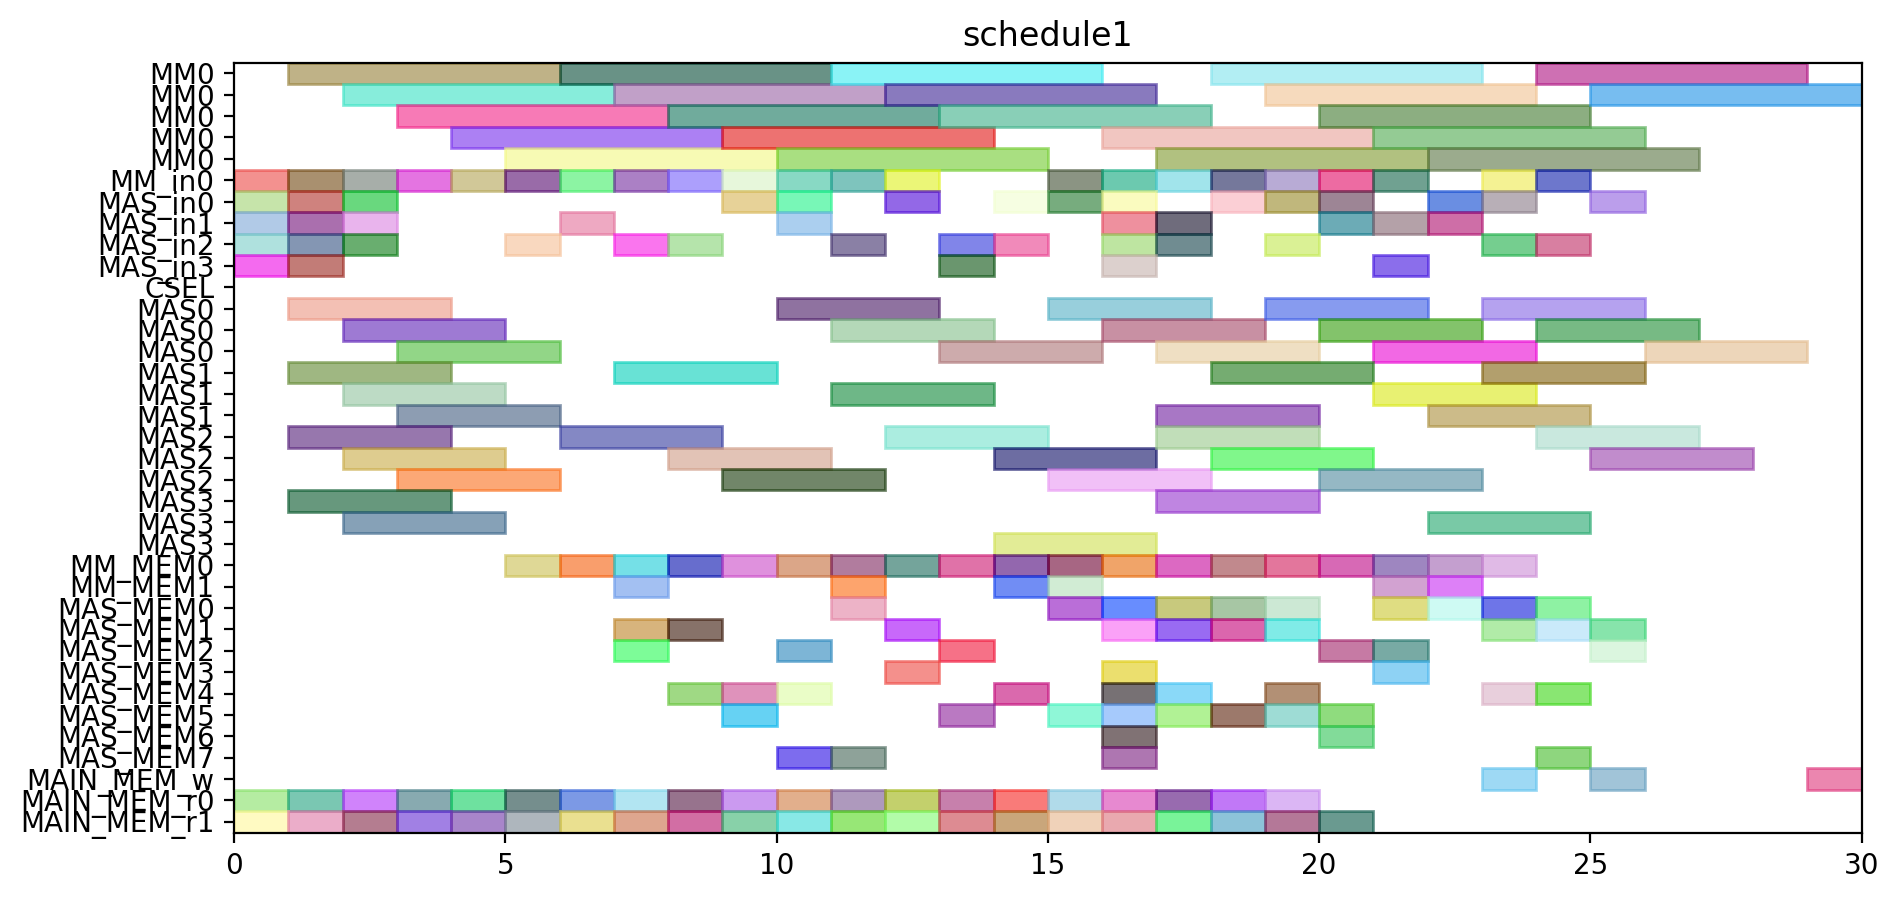 schedule1
MM0
MM0
MM0
MM0
MM0
MM_in0
MAS_in0
MAS_in1
MAS_in2
MAS_in3
CSEL
MAS0
MAS0
MAS0
MAS1
MAS1
MAS1
MAS2
MAS2
MAS2
MAS3
MAS3
MAS3
MM_MEM0
MM_MEM1
MAS_MEM0
MAS_MEM1
MAS_MEM2
MAS_MEM3
MAS_MEM4
MAS_MEM5
MAS_MEM6
MAS_MEM7
MAIN_MEM_w
MAIN_MEM_r0
MAIN_MEM_r1
0 5 10 15 20 25 30